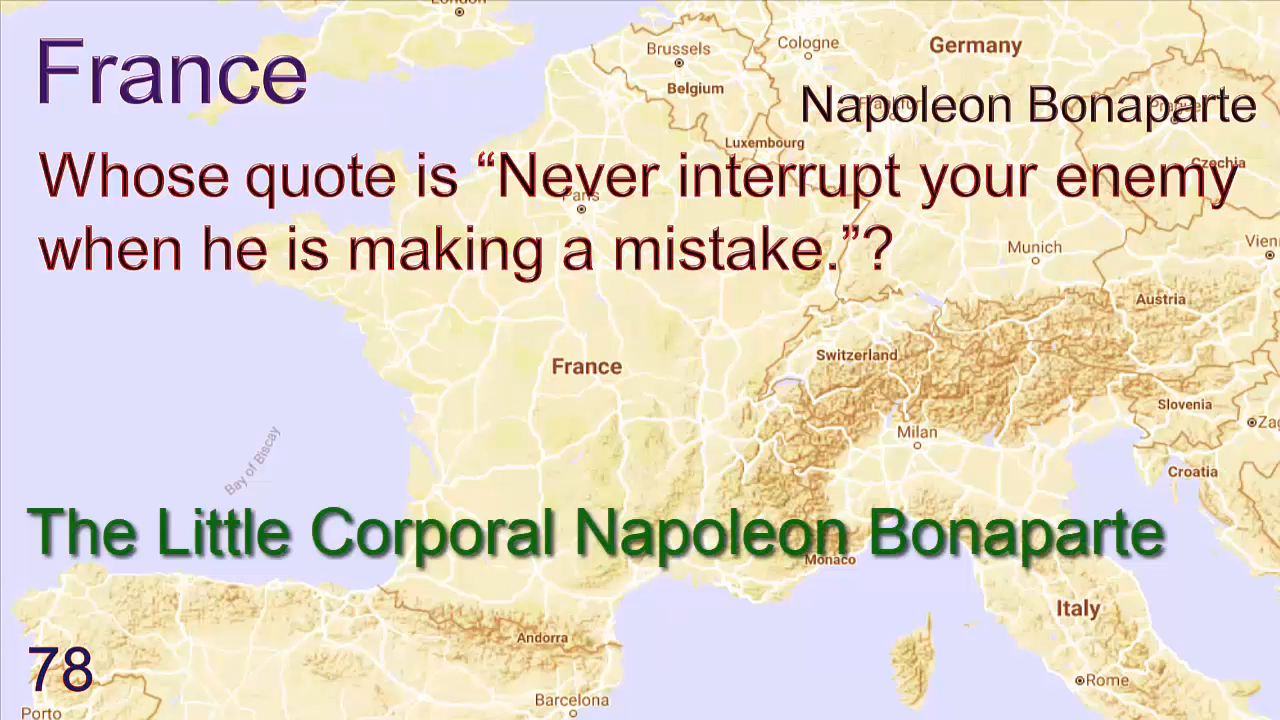 London
France
Brussels
Cologne
Germany
Belgium
Napoleon Bonaparte
Luxembourg
Czechia
Whose quote is “Never interrupt your enemy
Paris
when he is making a mistake.”?
Munich
Austria
Switzerland
France
Slovenia
Milan
Croatia
Bay of Biscay
The Little Corporal Napoleon Bonaparte
Monaco
Italy
Andorra
78
Rome
Barcelona
Porto